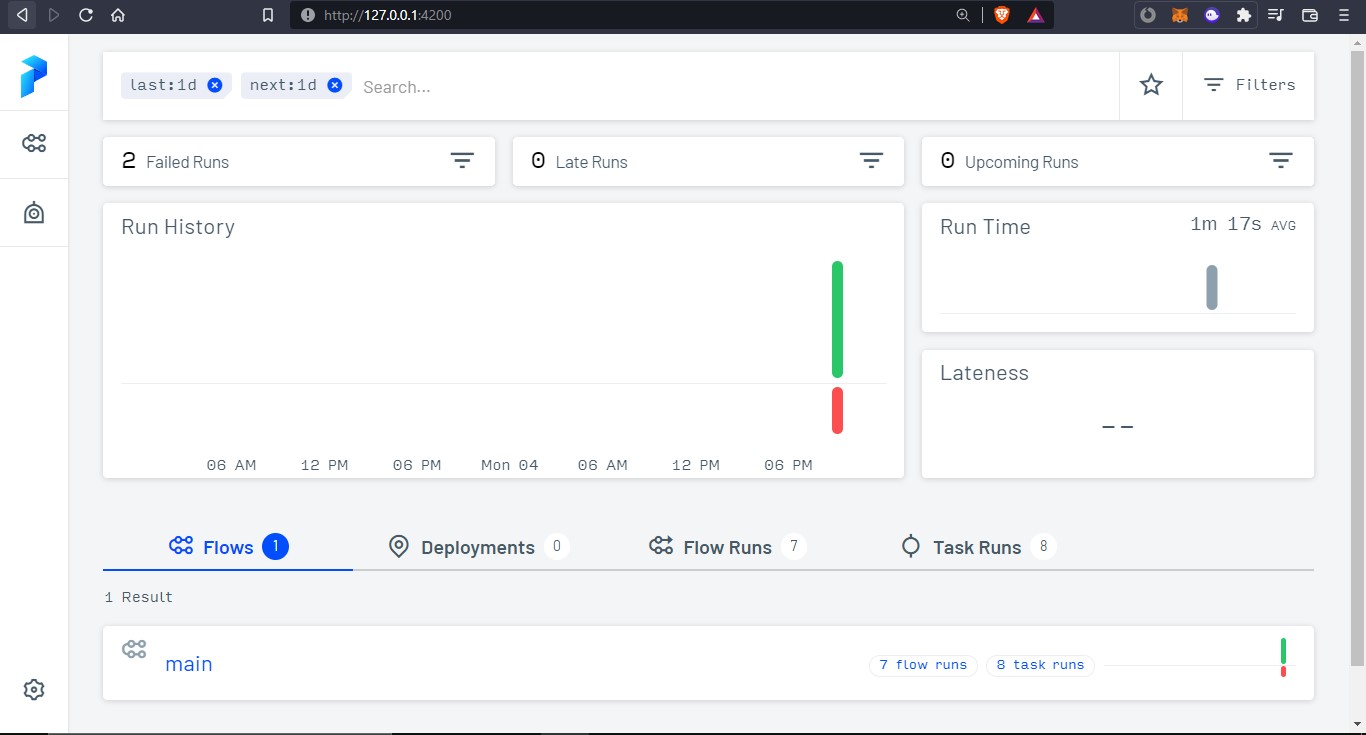 http://127.0.0.1:4200
last:1d next:1d Search... Filters
2 Failed Runs
0 Late Runs
0 Upcoming Runs
Run History
Run Time 1m 17s AVG
Lateness
--
06 AM 12 PM 06 PM Mon 04 06 AM 12 PM 06 PM
Flows 1 Deployments 0 Flow Runs 7 Task Runs 8
1 Result
main 7 flow runs 8 task runs